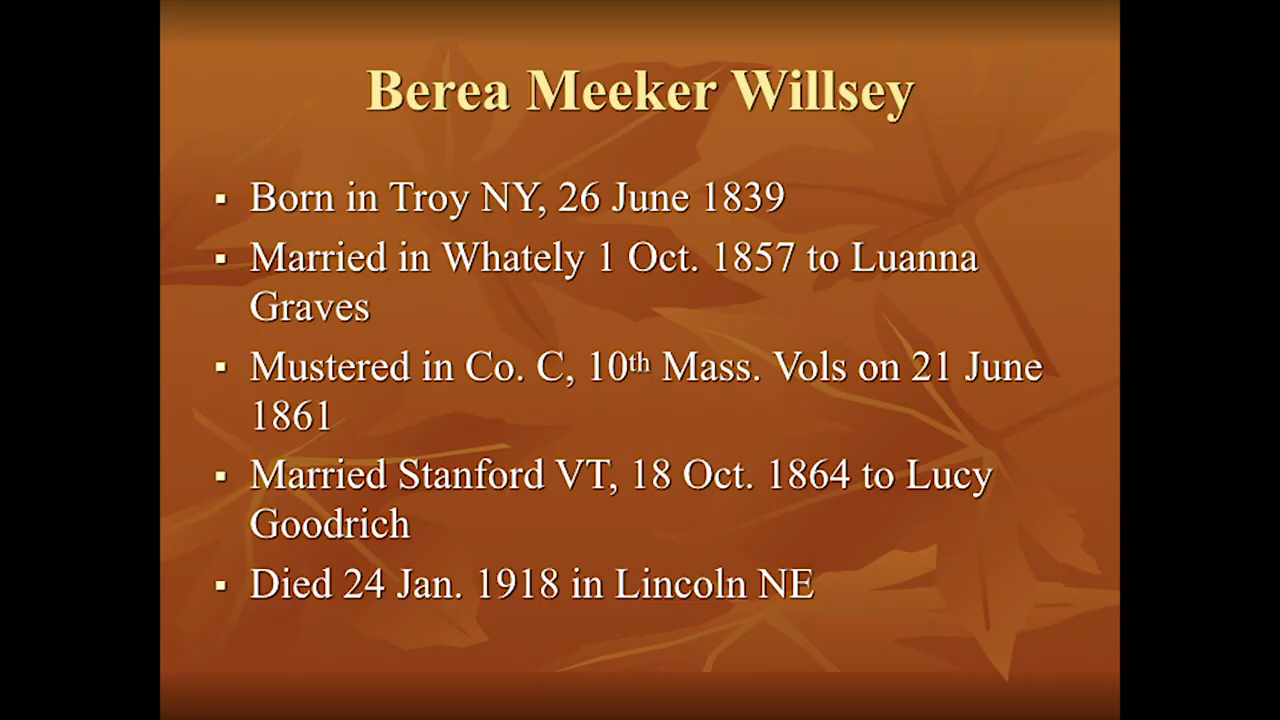 Berea Meeker Willsey
▪ Born in Troy NY, 26 June 1839
▪ Married in Whately 1 Oct. 1857 to Luanna
Graves
▪ Mustered in Co. C, 10th Mass. Vols on 21 June
1861
▪ Married Stanford VT, 18 Oct. 1864 to Lucy
Goodrich
▪ Died 24 Jan. 1918 in Lincoln NE